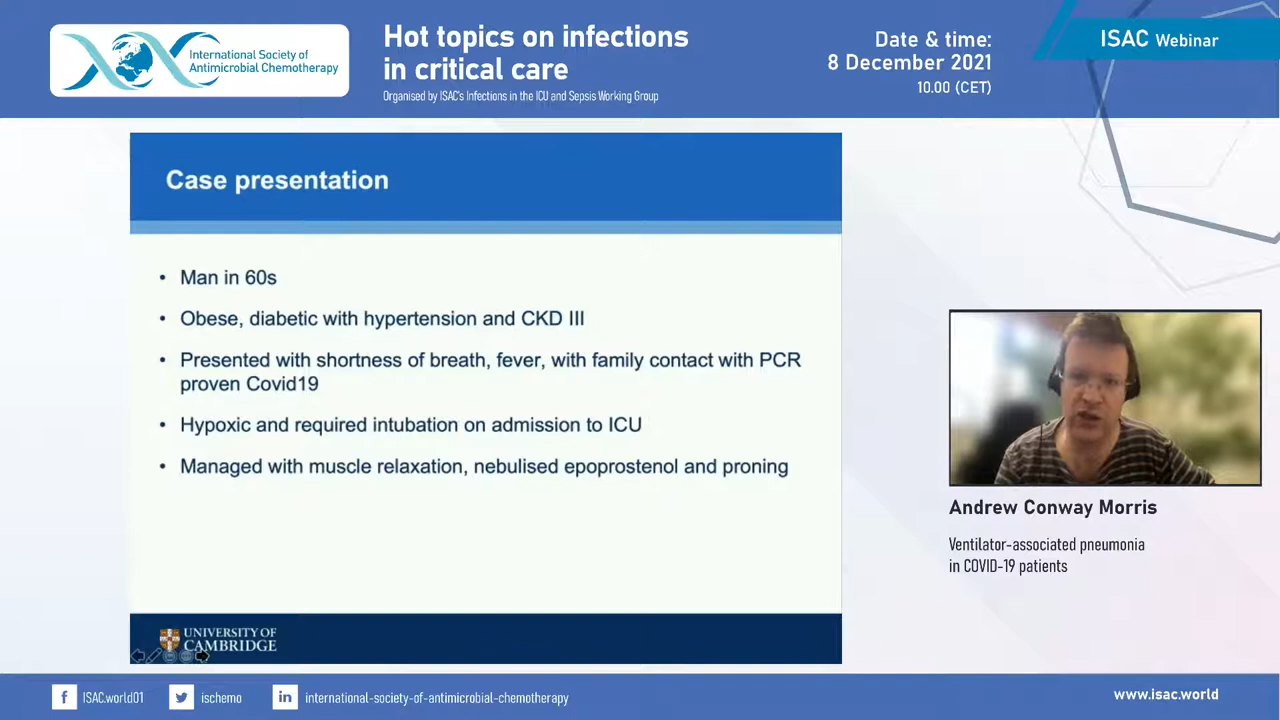 International Society of
Antimicrobial Chemotherapy
Hot topics on infections
in critical care
Organised by ISAC's Infections in the ICU and Sepsis Working Group
Date & time:
8 December 2021
10.00 (CET)
ISAC Webinar
Case presentation
• Man in 60s
• Obese, diabetic with hypertension and CKD III
• Presented with shortness of breath, fever, with family contact with PCR
proven Covid19
• Hypoxic and required intubation on admission to ICU
• Managed with muscle relaxation, nebulised epoprostenol and proning
UNIVERSITY OF
CAMBRIDGE
Andrew Conway Morris
Ventilator-associated pneumonia
in COVID-19 patients
f ISAC.world01
ischemo
in international-society-of-antimicrobial-chemotherapy
www.isac.world